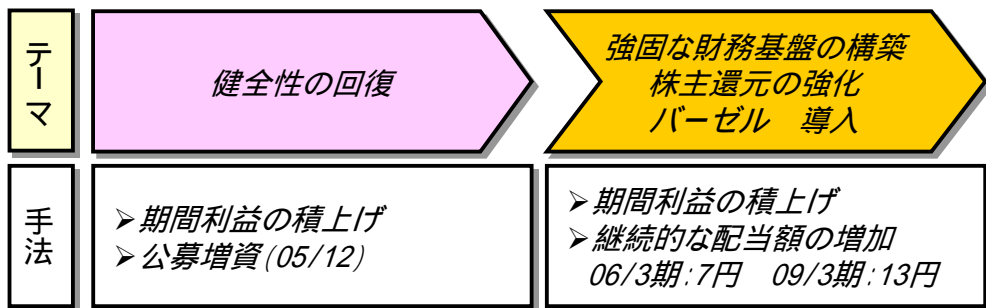 テーマ
健全性の回復
強固な財務基盤の構築
株主還元の強化
バーゼル　導入
手法
➢期間利益の積上げ
➢公募増資(05/12)
➢期間利益の積上げ
➢継続的な配当額の増加
06/3期:7円　09/3期:13円